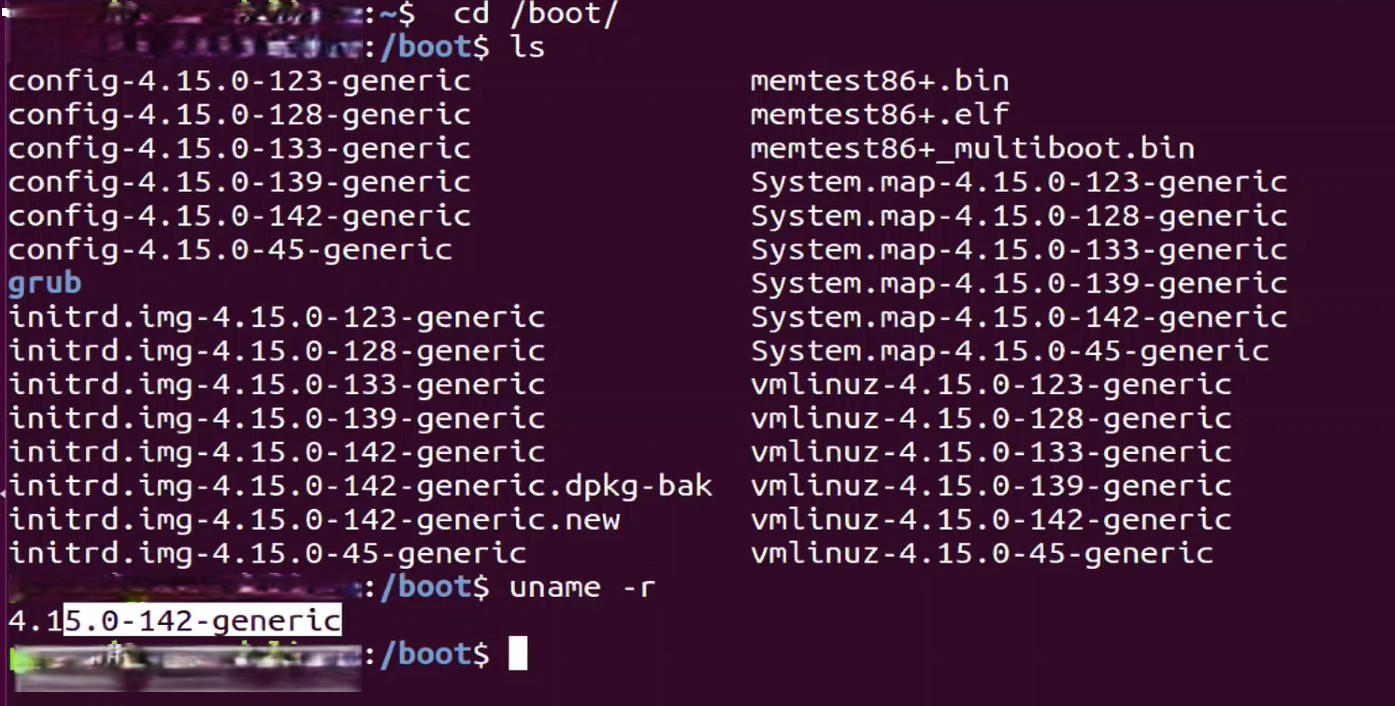 :~$  cd /boot/
:/boot$ ls
config-4.15.0-123-generic                memtest86+.bin
config-4.15.0-128-generic                memtest86+.elf
config-4.15.0-133-generic                memtest86+_multiboot.bin
config-4.15.0-139-generic                System.map-4.15.0-123-generic
config-4.15.0-142-generic                System.map-4.15.0-128-generic
config-4.15.0-45-generic                 System.map-4.15.0-133-generic
grub                                     System.map-4.15.0-139-generic
initrd.img-4.15.0-123-generic            System.map-4.15.0-142-generic
initrd.img-4.15.0-128-generic            System.map-4.15.0-45-generic
initrd.img-4.15.0-133-generic            vmlinuz-4.15.0-123-generic
initrd.img-4.15.0-139-generic            vmlinuz-4.15.0-128-generic
initrd.img-4.15.0-142-generic            vmlinuz-4.15.0-133-generic
initrd.img-4.15.0-142-generic.dpkg-bak   vmlinuz-4.15.0-139-generic
initrd.img-4.15.0-142-generic.new        vmlinuz-4.15.0-142-generic
initrd.img-4.15.0-45-generic             vmlinuz-4.15.0-45-generic
:/boot$ uname -r
4.15.0-142-generic
:/boot$